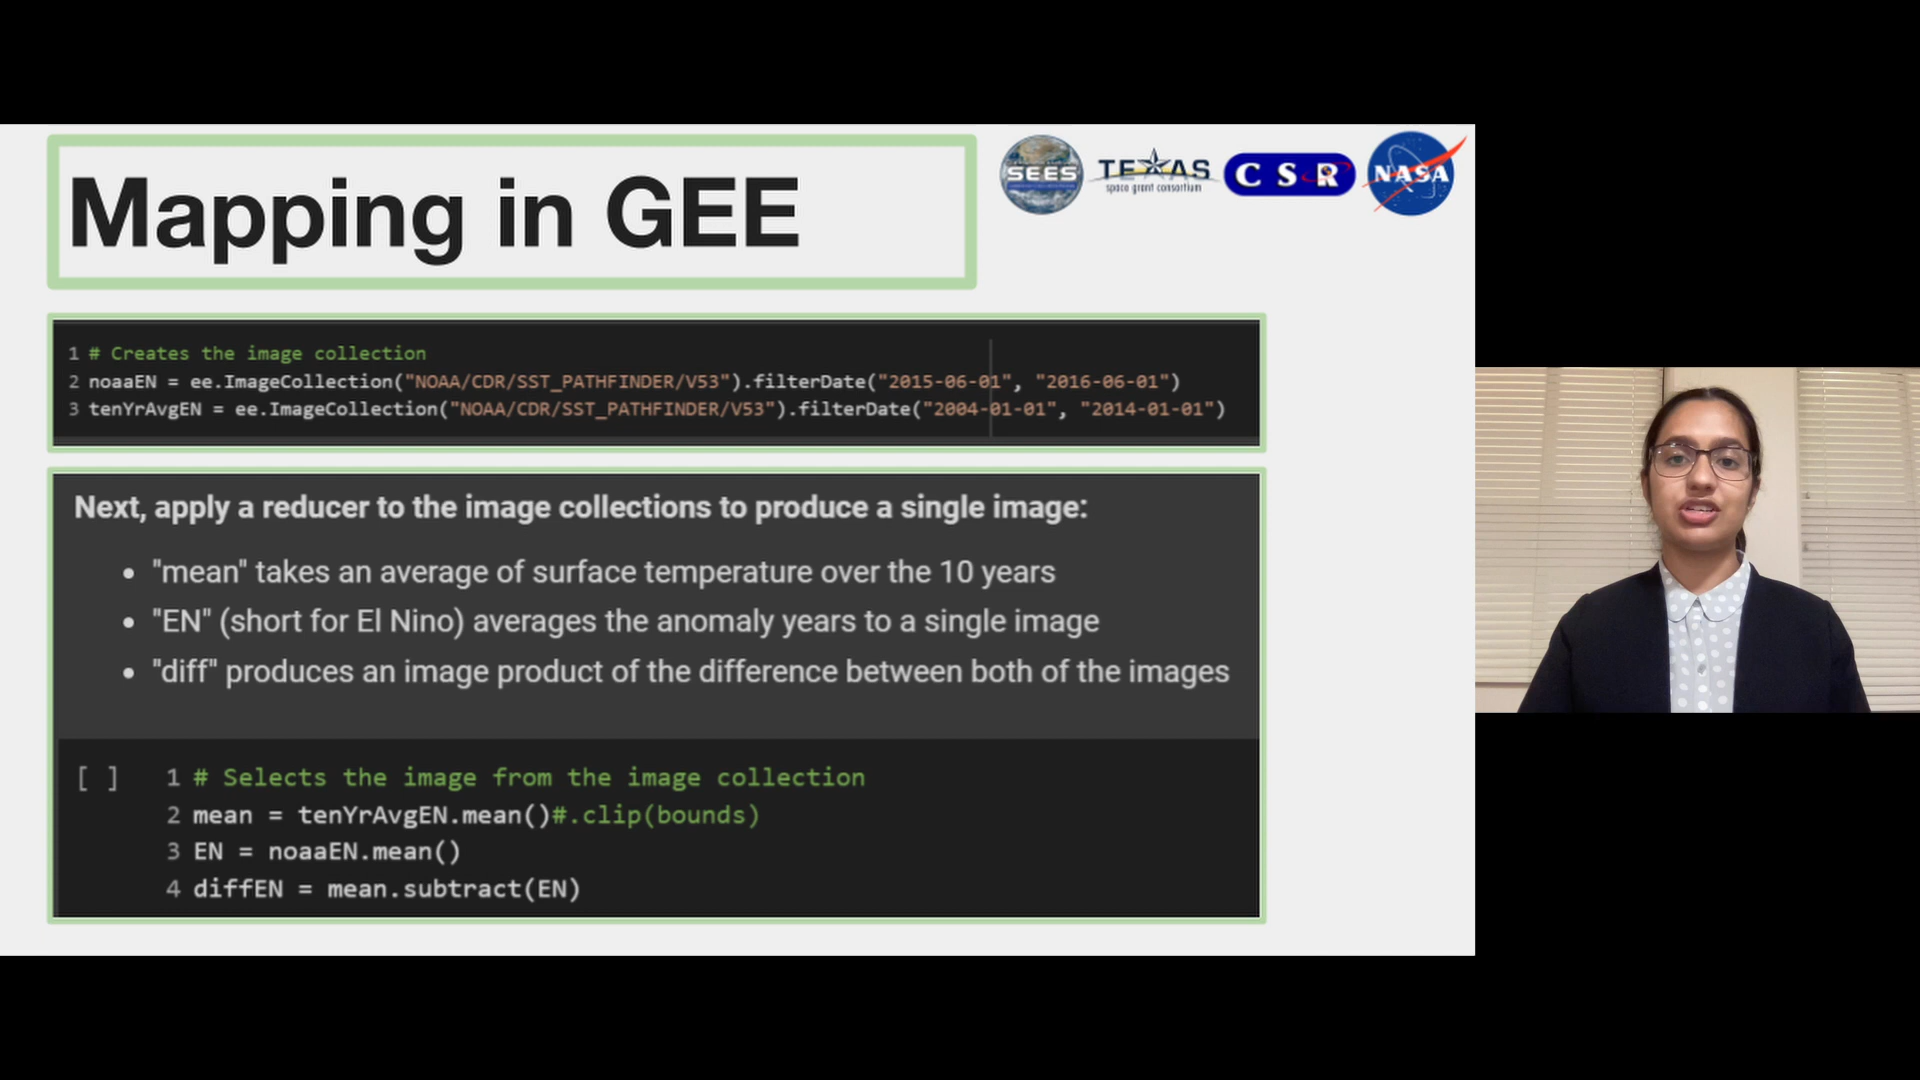 Mapping in GEE
SEES
TEXAS
space grant consortium
CSR
NASA
1 # Creates the image collection
2 noaaEN = ee.ImageCollection("NOAA/CDR/SST_PATHFINDER/V53").filterDate("2015-06-01", "2016-06-01")
3 tenYrAvgEN = ee.ImageCollection("NOAA/CDR/SST_PATHFINDER/V53").filterDate("2004-01-01", "2014-01-01")
Next, apply a reducer to the image collections to produce a single image:
• "mean" takes an average of surface temperature over the 10 years
• "EN" (short for El Nino) averages the anomaly years to a single image
• "diff" produces an image product of the difference between both of the images
[ ] 1 # Selects the image from the image collection
2 mean = tenYrAvgEN.mean()#.clip(bounds)
3 EN = noaaEN.mean()
4 diffEN = mean.subtract(EN)